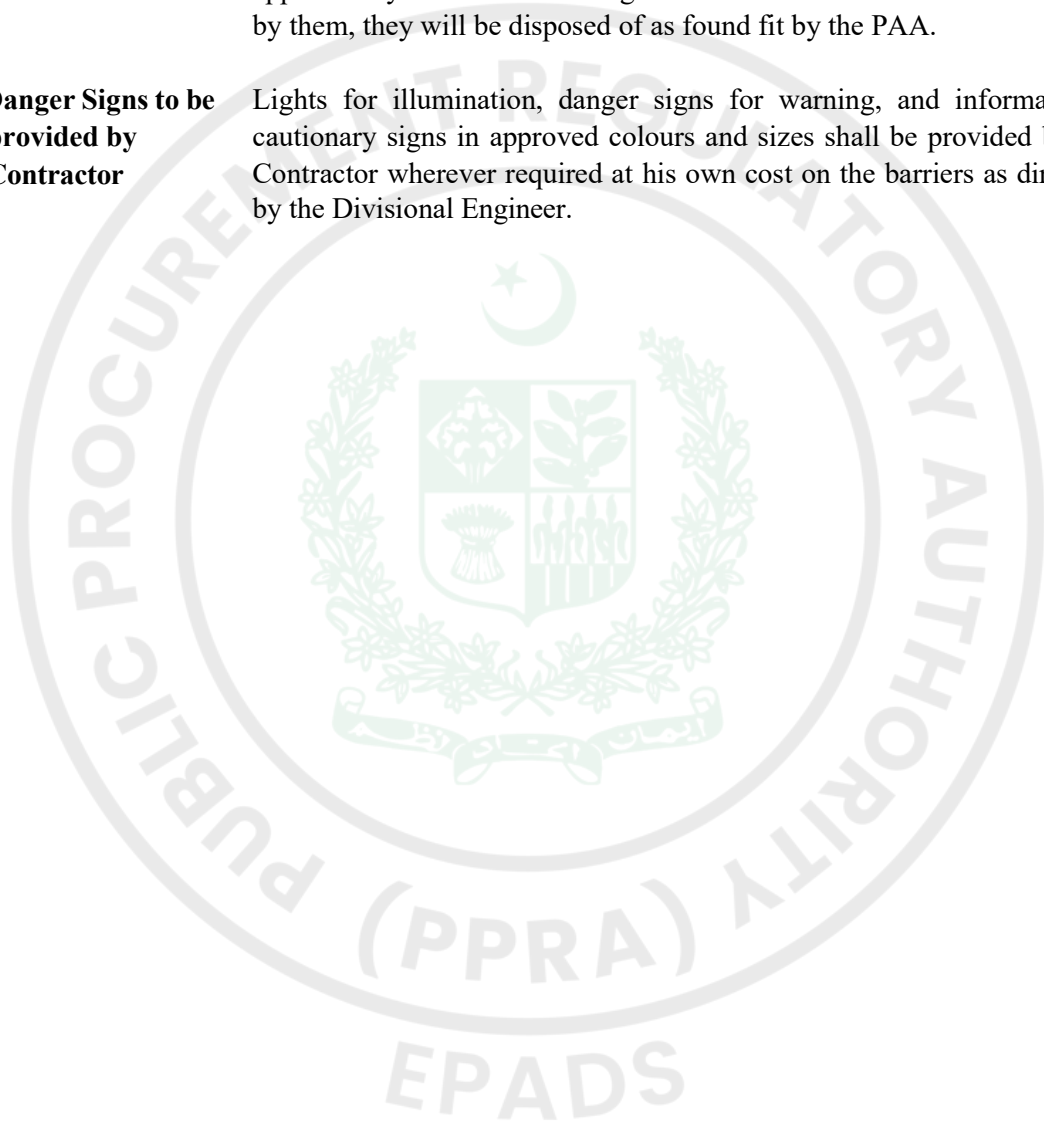 by them, they will be disposed of as found fit by the PAA.
Danger Signs to be
provided by
Contractor
Lights for illumination, danger signs for warning, and informa
cautionary signs in approved colours and sizes shall be provided
Contractor wherever required at his own cost on the barriers as dir
by the Divisional Engineer.
PUBLIC PROCUREMENT REGULATORY AUTHORITY
(PPRA)
EPADS